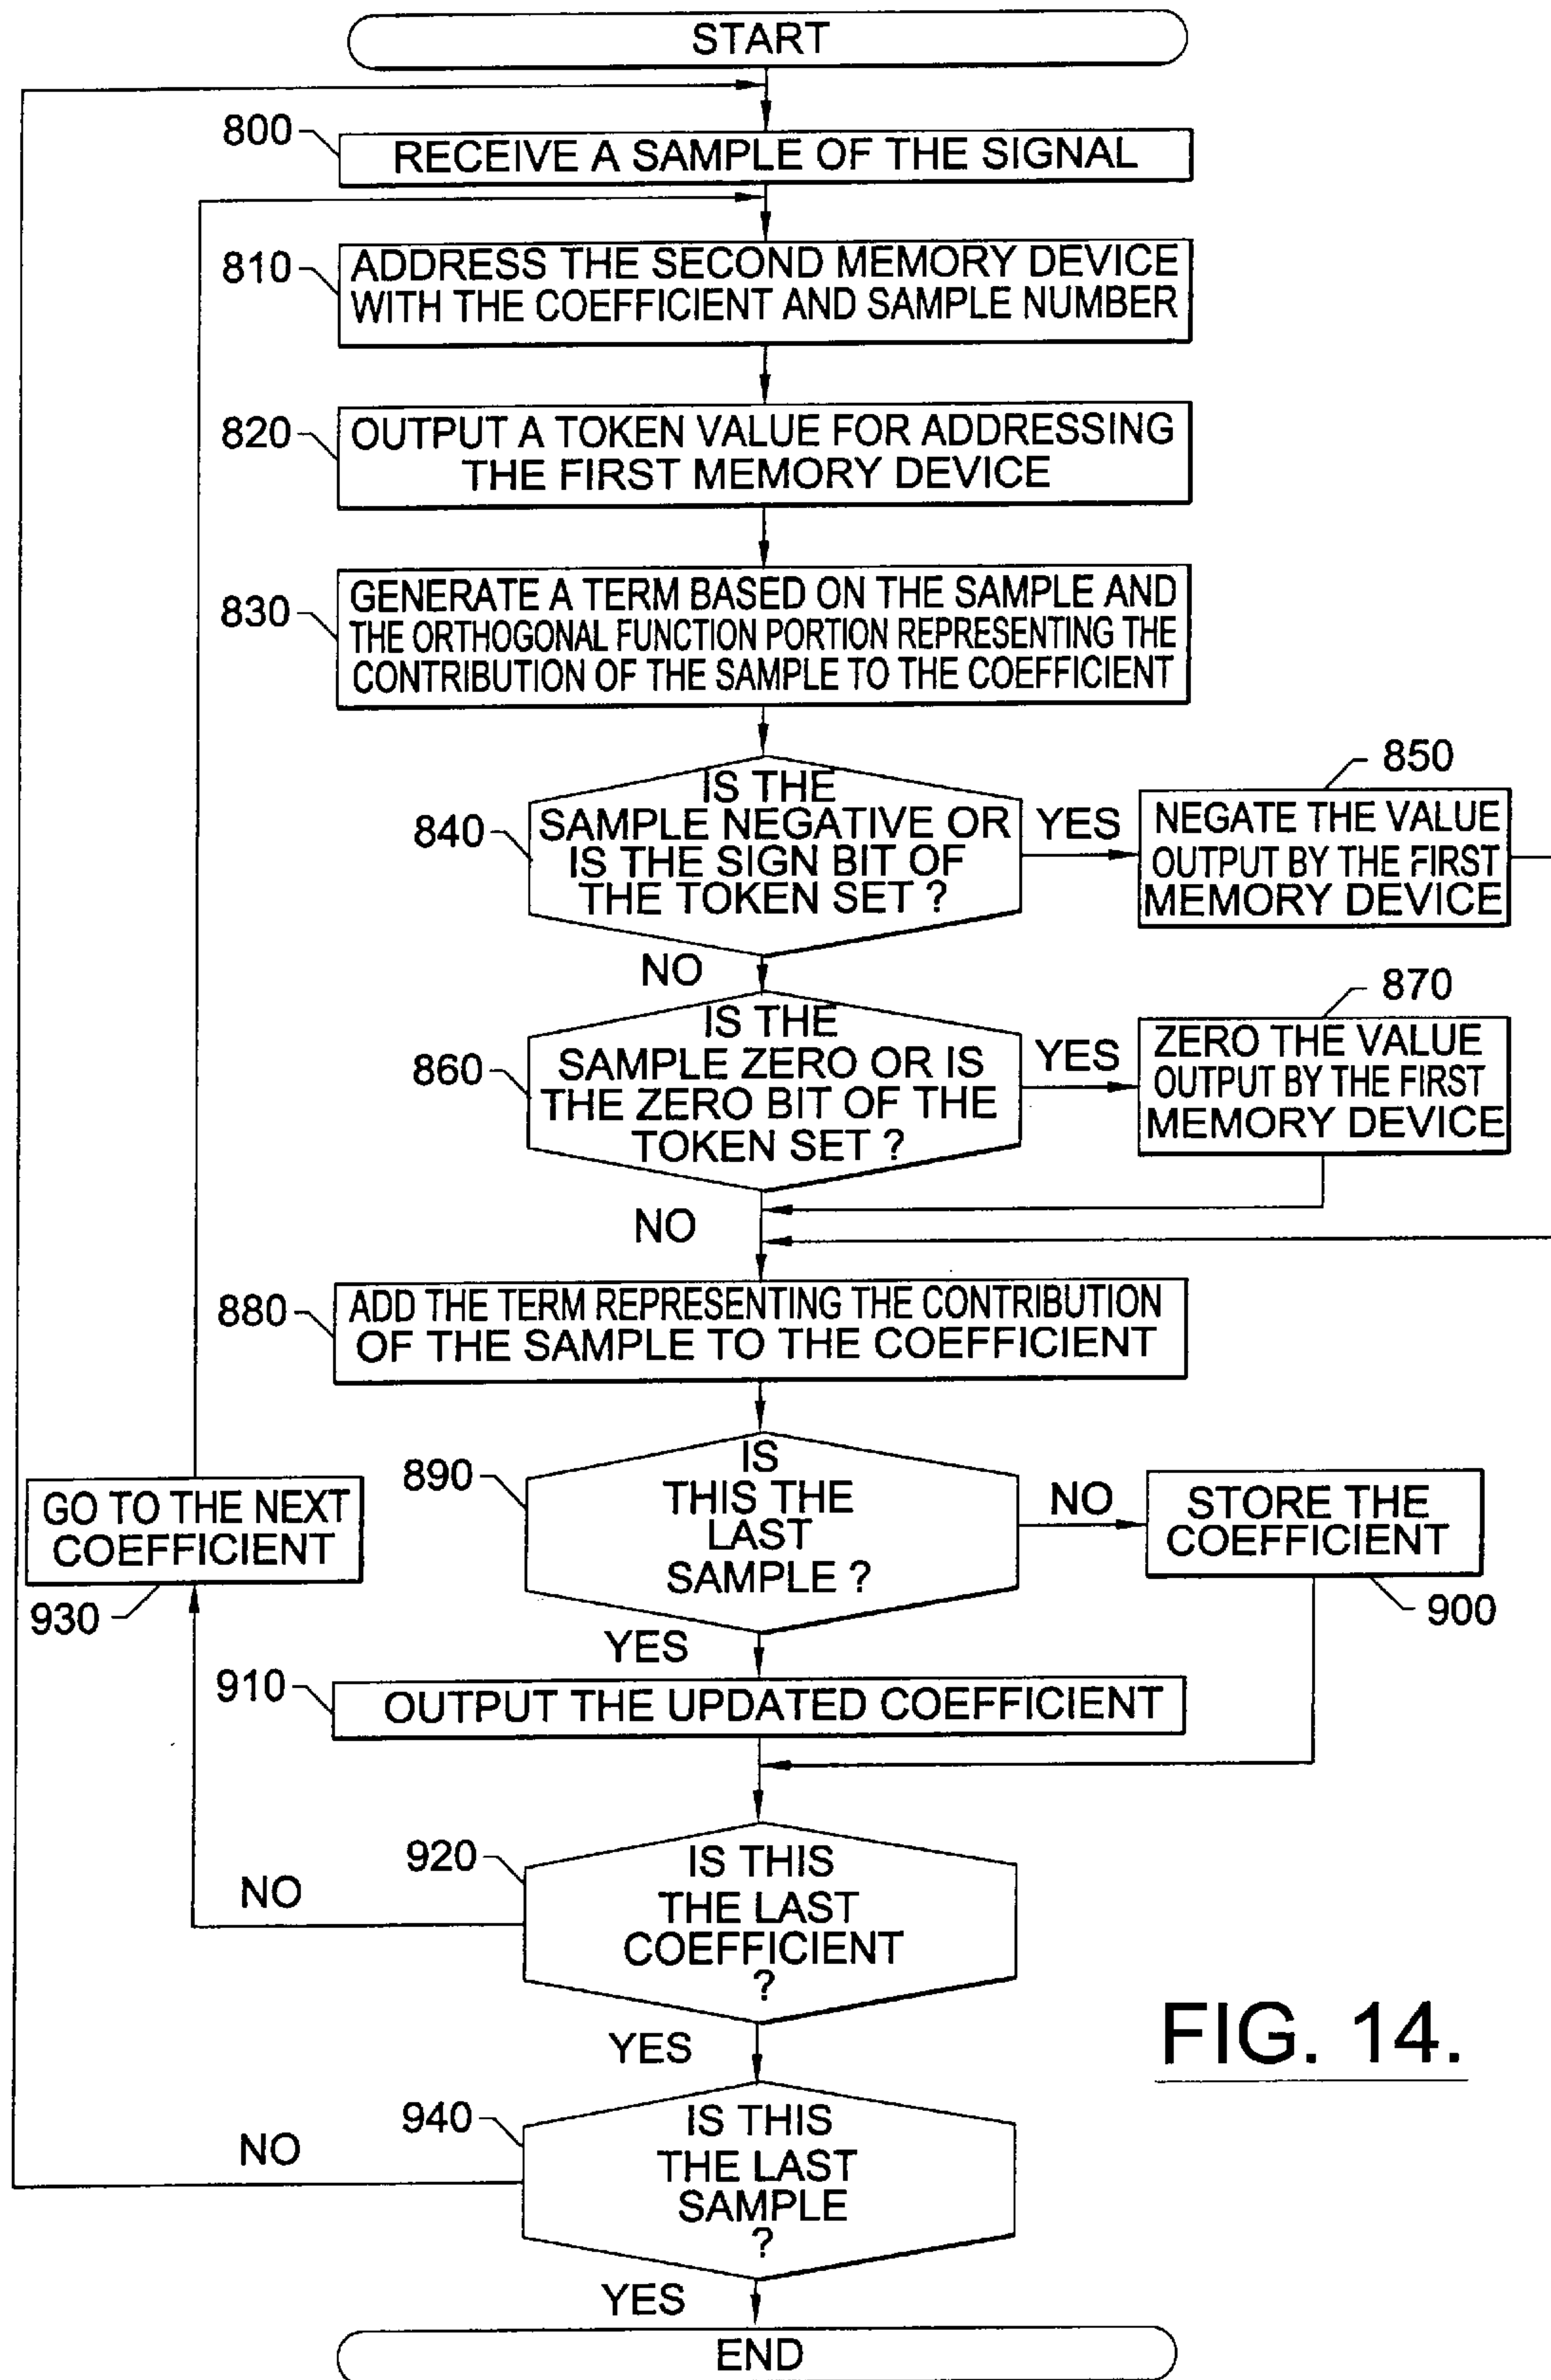 START
800
RECEIVE A SAMPLE OF THE SIGNAL
810
ADDRESS THE SECOND MEMORY DEVICE
WITH THE COEFFICIENT AND SAMPLE NUMBER
820
OUTPUT A TOKEN VALUE FOR ADDRESSING
THE FIRST MEMORY DEVICE
830
GENERATE A TERM BASED ON THE SAMPLE AND
THE ORTHOGONAL FUNCTION PORTION REPRESENTING THE
CONTRIBUTION OF THE SAMPLE TO THE COEFFICIENT
840
IS THE
SAMPLE NEGATIVE OR
IS THE SIGN BIT OF
THE TOKEN SET ?
YES
850
NEGATE THE VALUE
OUTPUT BY THE FIRST
MEMORY DEVICE
NO
860
IS THE
SAMPLE ZERO OR IS
THE ZERO BIT OF THE
TOKEN SET ?
YES
870
ZERO THE VALUE
OUTPUT BY THE FIRST
MEMORY DEVICE
NO
880
ADD THE TERM REPRESENTING THE CONTRIBUTION
OF THE SAMPLE TO THE COEFFICIENT
890
IS
THIS THE
LAST
SAMPLE ?
NO
STORE THE
COEFFICIENT
900
GO TO THE NEXT
COEFFICIENT
930
YES
910
OUTPUT THE UPDATED COEFFICIENT
920
IS THIS
THE LAST
COEFFICIENT
?
NO
YES
940
IS THIS
THE LAST
SAMPLE
?
NO
YES
END
FIG. 14.